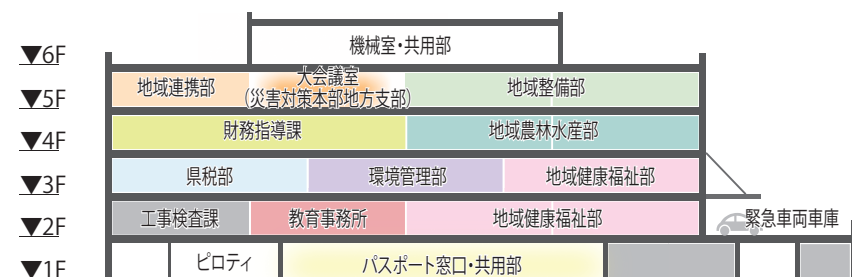 ▼6F
機械室・共用部
▼5F
地域連携部
大会議室
(災害対策本部地方支部)
地域整備部
▼4F
財務指導課
地域農林水産部
▼3F
県税部
環境管理部
地域健康福祉部
▼2F
工事検査課
教育事務所
地域健康福祉部
緊急車両車庫
▼1F
ピロティ
パスポート窓口・共用部